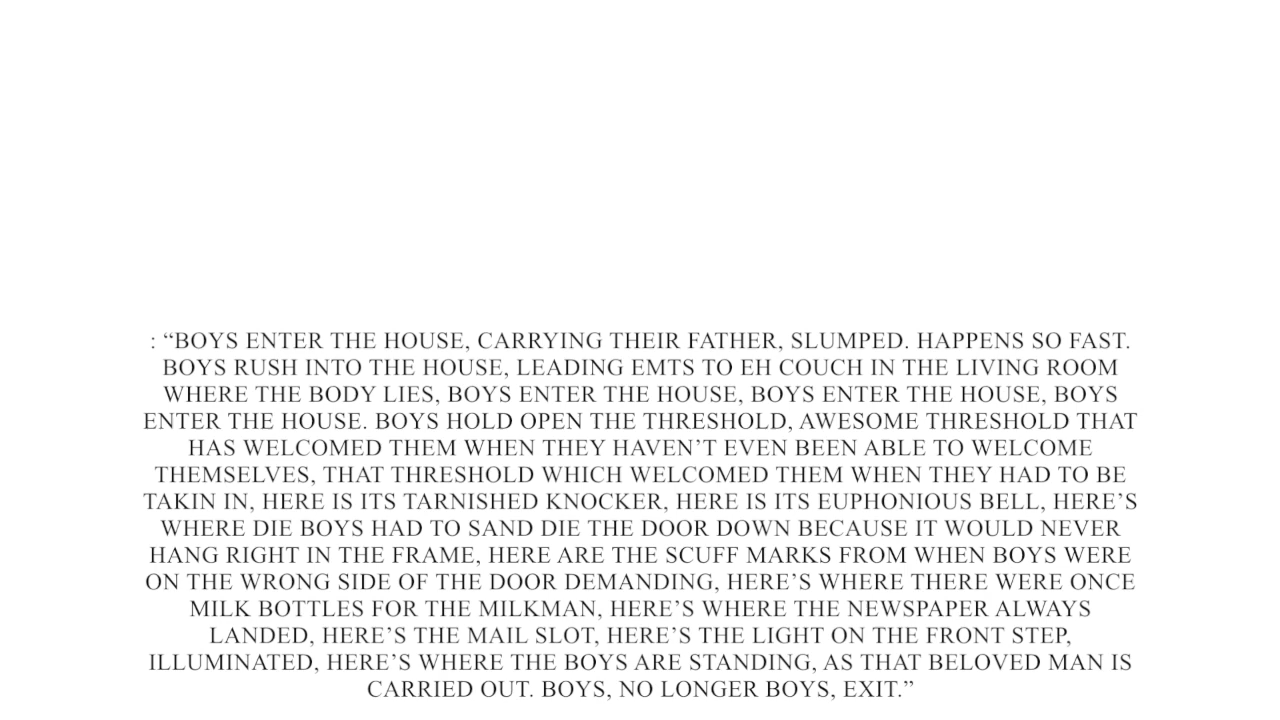 : “BOYS ENTER THE HOUSE, CARRYING THEIR FATHER, SLUMPED. HAPPENS SO FAST.
BOYS RUSH INTO THE HOUSE, LEADING EMTS TO EH COUCH IN THE LIVING ROOM
WHERE THE BODY LIES, BOYS ENTER THE HOUSE, BOYS ENTER THE HOUSE, BOYS
ENTER THE HOUSE. BOYS HOLD OPEN THE THRESHOLD, AWESOME THRESHOLD THAT
HAS WELCOMED THEM WHEN THEY HAVEN’T EVEN BEEN ABLE TO WELCOME
THEMSELVES, THAT THRESHOLD WHICH WELCOMED THEM WHEN THEY HAD TO BE
TAKIN IN, HERE IS ITS TARNISHED KNOCKER, HERE IS ITS EUPHONIOUS BELL, HERE’S
WHERE DIE BOYS HAD TO SAND DIE THE DOOR DOWN BECAUSE IT WOULD NEVER
HANG RIGHT IN THE FRAME, HERE ARE THE SCUFF MARKS FROM WHEN BOYS WERE
ON THE WRONG SIDE OF THE DOOR DEMANDING, HERE’S WHERE THERE WERE ONCE
MILK BOTTLES FOR THE MILKMAN, HERE’S WHERE THE NEWSPAPER ALWAYS
LANDED, HERE’S THE MAIL SLOT, HERE’S THE LIGHT ON THE FRONT STEP,
ILLUMINATED, HERE’S WHERE THE BOYS ARE STANDING, AS THAT BELOVED MAN IS
CARRIED OUT. BOYS, NO LONGER BOYS, EXIT.”